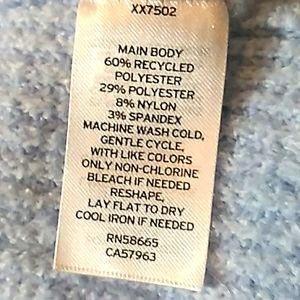 XX7502
MAIN BODY
60% RECYCLED
POLYESTER
29% POLYESTER
8% NYLON
3% SPANDEX
MACHINE WASH COLD,
GENTLE CYCLE,
WITH LIKE COLORS
ONLY NON-CHLORINE
BLEACH IF NEEDED
RESHAPE,
LAY FLAT TO DRY
COOL IRON IF NEEDED
RN58665
CA57963